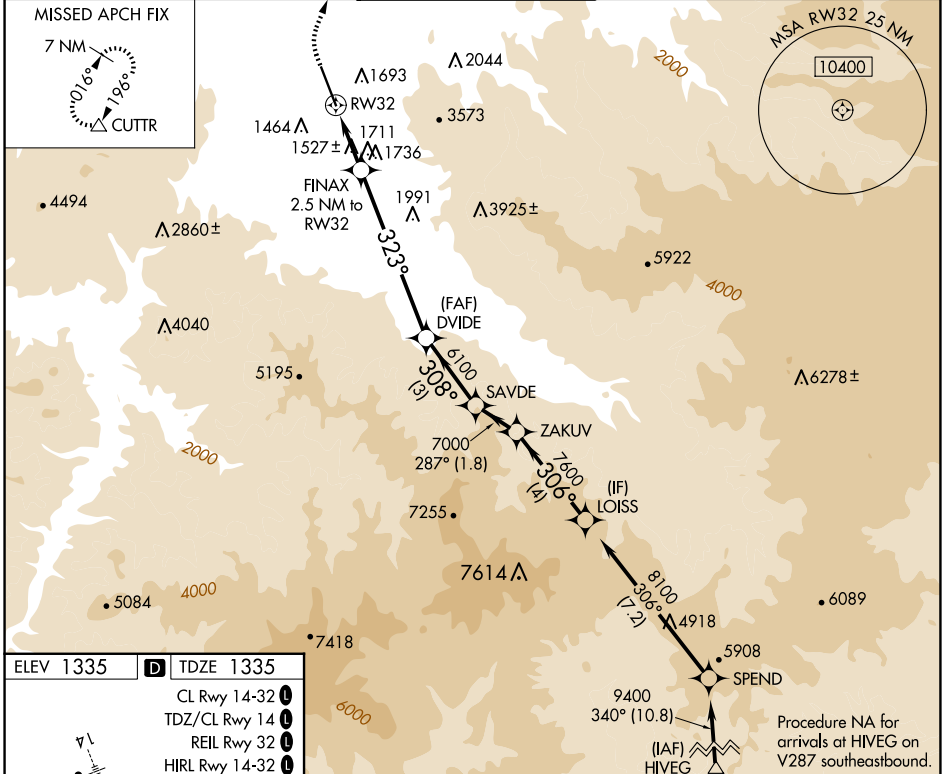 MISSED APCH FIX
7 NM
016°
196°
CUTTR
MSA RW32 25 NM
10400
2000
2044
1693
RW32
3573
1464
1711
1527±
1736
FINAX
2.5 NM to
RW32
1991
4494
2860±
3925±
323°
5922
4000
(FAF)
DVIDE
4040
6100
308°
(3)
5195
SAVDE
6278±
7000
287° (1.8)
ZAKUV
2000
7600
306°
(4)
(IF)
LOISS
7255
7614
4000
5084
8100
306°
(7.2)
6089
4918
7418
5908
SPEND
ELEV 1335
D
TDZE 1335
6000
CL Rwy 14-32 L
TDZ/CL Rwy 14 L
REIL Rwy 32 L
HIRL Rwy 14-32 L
14
9400
340° (10.8)
(IAF)
HIVEG
Procedure NA for
arrivals at HIVEG on
V287 southeastbound.